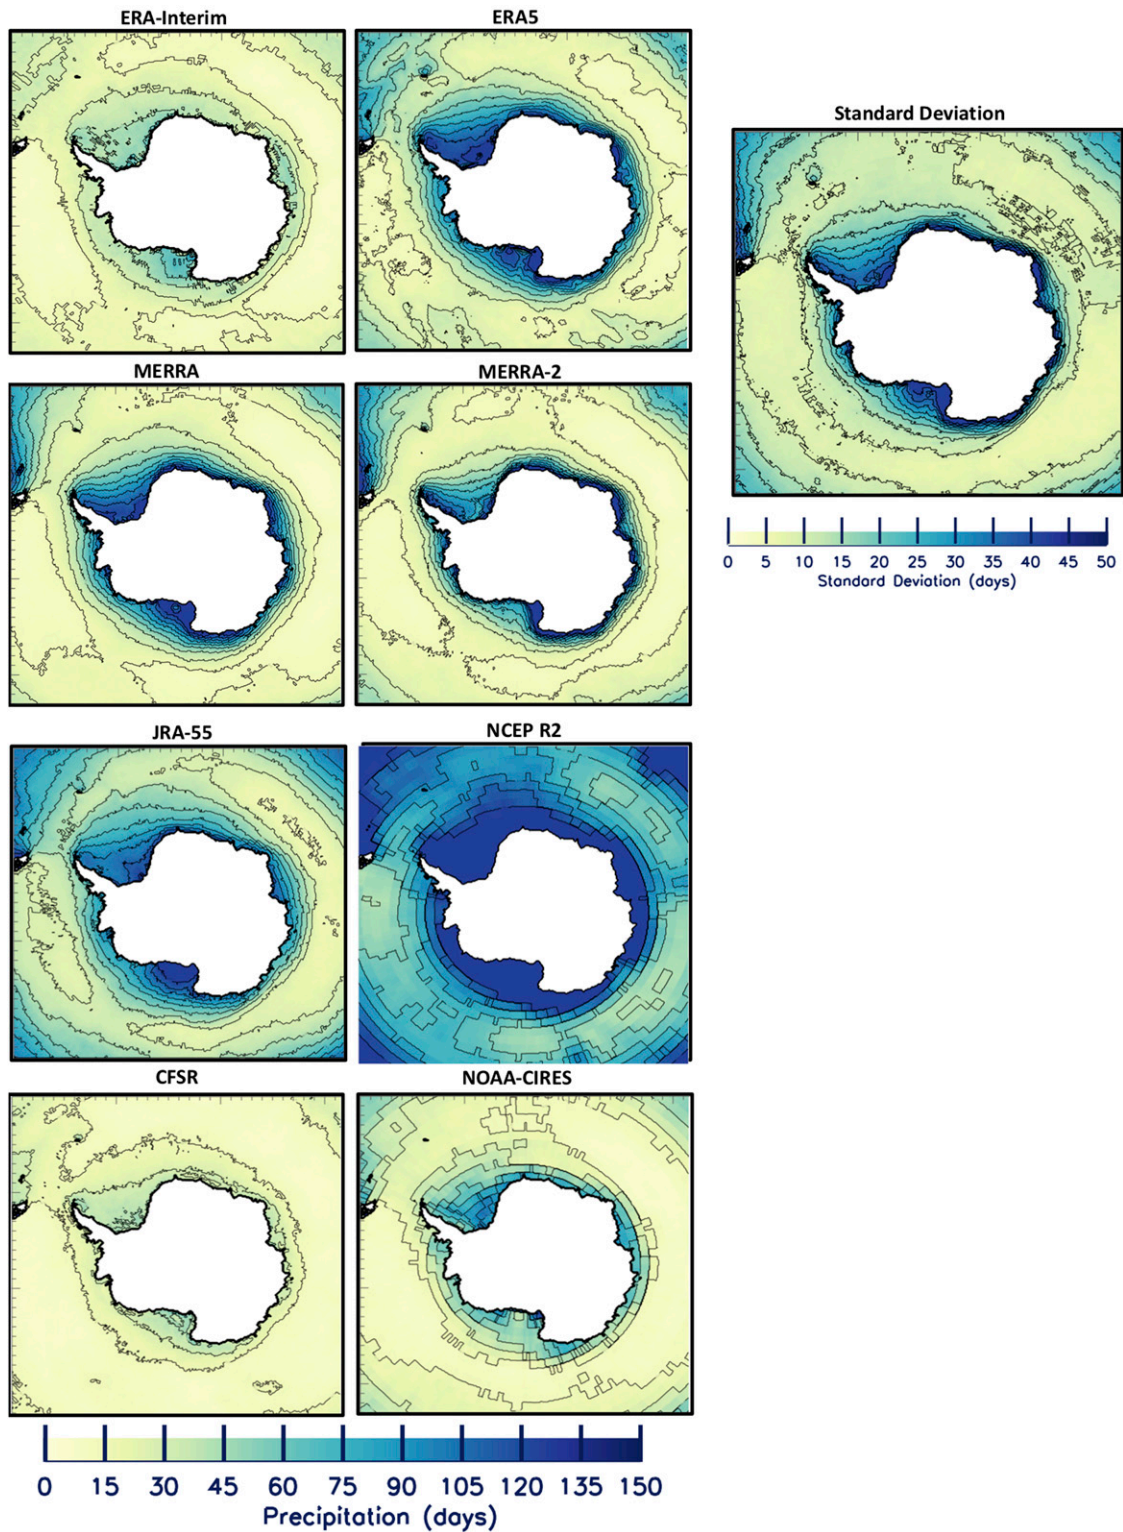 ERA-Interim
ERA5
Standard Deviation
MERRA
MERRA-2
0 5 10 15 20 25 30 35 40 45 50
Standard Deviation (days)
JRA-55
NCEP R2
CFSR
NOAA-CIRES
0 15 30 45 60 75 90 105 120 135 150
Precipitation (days)